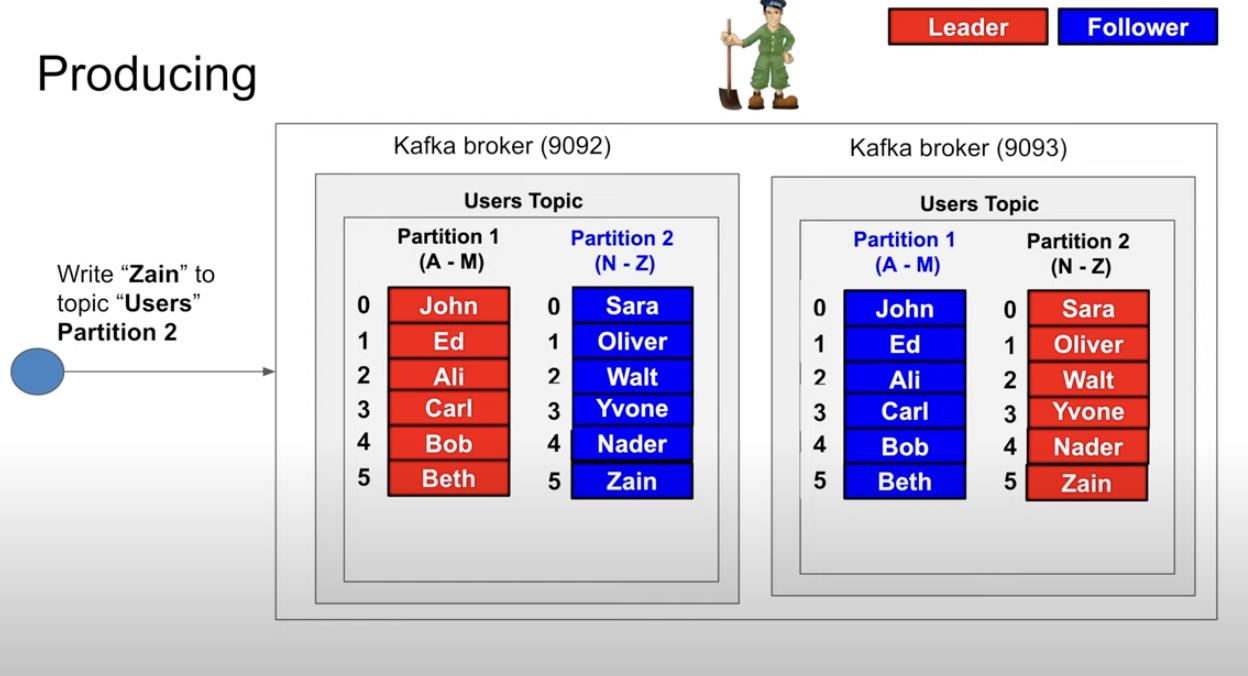 Leader
Follower
Producing
Kafka broker (9092)
Kafka broker (9093)
Write “Zain” to
topic “Users”
Partition 2
Users Topic
Partition 1
(A - M)
0 John
1 Ed
2 Ali
3 Carl
4 Bob
5 Beth
Partition 2
(N - Z)
0 Sara
1 Oliver
2 Walt
3 Yvone
4 Nader
5 Zain
Users Topic
Partition 1
(A - M)
0 John
1 Ed
2 Ali
3 Carl
4 Bob
5 Beth
Partition 2
(N - Z)
0 Sara
1 Oliver
2 Walt
3 Yvone
4 Nader
5 Zain